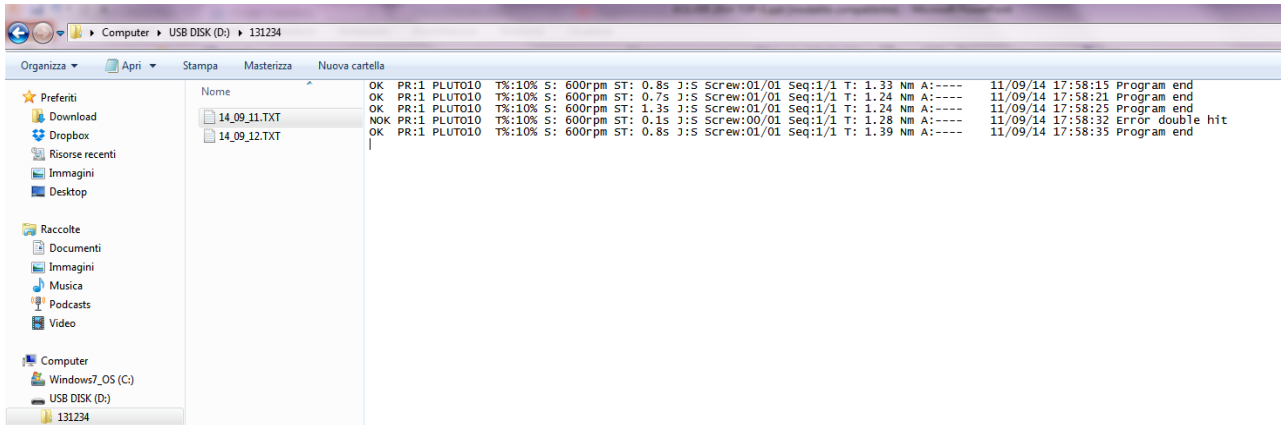 Computer ▸ USB DISK (D:) ▸ 131234
Organizza Apri Stampa Masterizza Nuova cartella
Preferiti
Download
Dropbox
Risorse recenti
Immagini
Desktop
Raccolte
Documenti
Immagini
Musica
Podcasts
Video
Computer
Windows7_OS (C:)
USB DISK (D:)
131234
Nome
14_09_11.TXT
14_09_12.TXT
OK PR:1 PLUTO10 T%:10% S: 600rpm ST: 0.8s J:S Screw:01/01 Seq:1/1 T: 1.33 Nm A:---- 11/09/14 17:58:15 Program end
OK PR:1 PLUTO10 T%:10% S: 600rpm ST: 0.7s J:S Screw:01/01 Seq:1/1 T: 1.24 Nm A:---- 11/09/14 17:58:21 Program end
OK PR:1 PLUTO10 T%:10% S: 600rpm ST: 1.3s J:S Screw:01/01 Seq:1/1 T: 1.24 Nm A:---- 11/09/14 17:58:25 Program end
NOK PR:1 PLUTO10 T%:10% S: 600rpm ST: 0.1s J:S Screw:00/01 Seq:1/1 T: 1.28 Nm A:---- 11/09/14 17:58:32 Error double hit
OK PR:1 PLUTO10 T%:10% S: 600rpm ST: 0.8s J:S Screw:01/01 Seq:1/1 T: 1.39 Nm A:---- 11/09/14 17:58:35 Program end